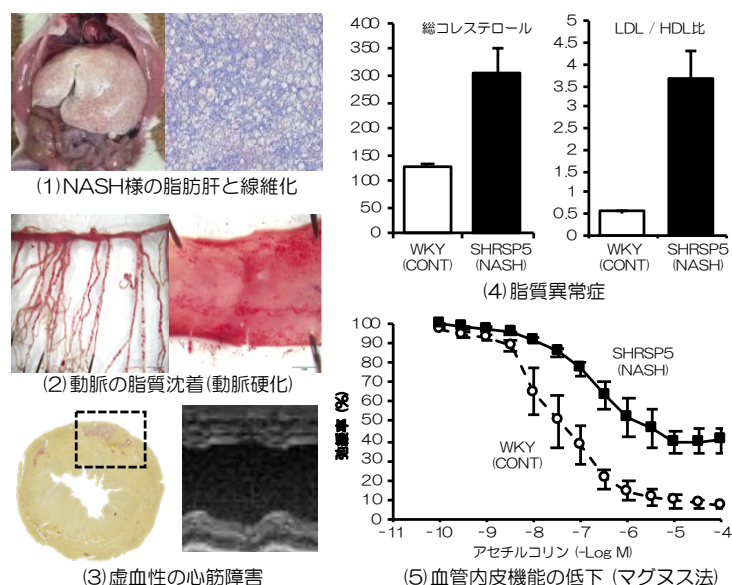 (1)NASH様の脂肪肝と線維化
(2)動脈の脂質沈着(動脈硬化)
(3)虚血性の心筋障害
総コレステロール
400
350
300
250
200
150
100
50
0
WKY
(CONT)
SHRSP5
(NASH)
LDL / HDL比
5
4.5
4
3.5
3
2.5
2
1.5
1
0.5
0
WKY
(CONT)
SHRSP5
(NASH)
(4)脂質異常症
(%)
100
90
80
70
60
50
40
30
20
10
0
SHRSP5
(NASH)
WKY
(CONT)
-11 -10 -9 -8 -7 -6 -5 -4
アセチルコリン (-Log M)
(5)血管内皮機能の低下 (マグヌス法)